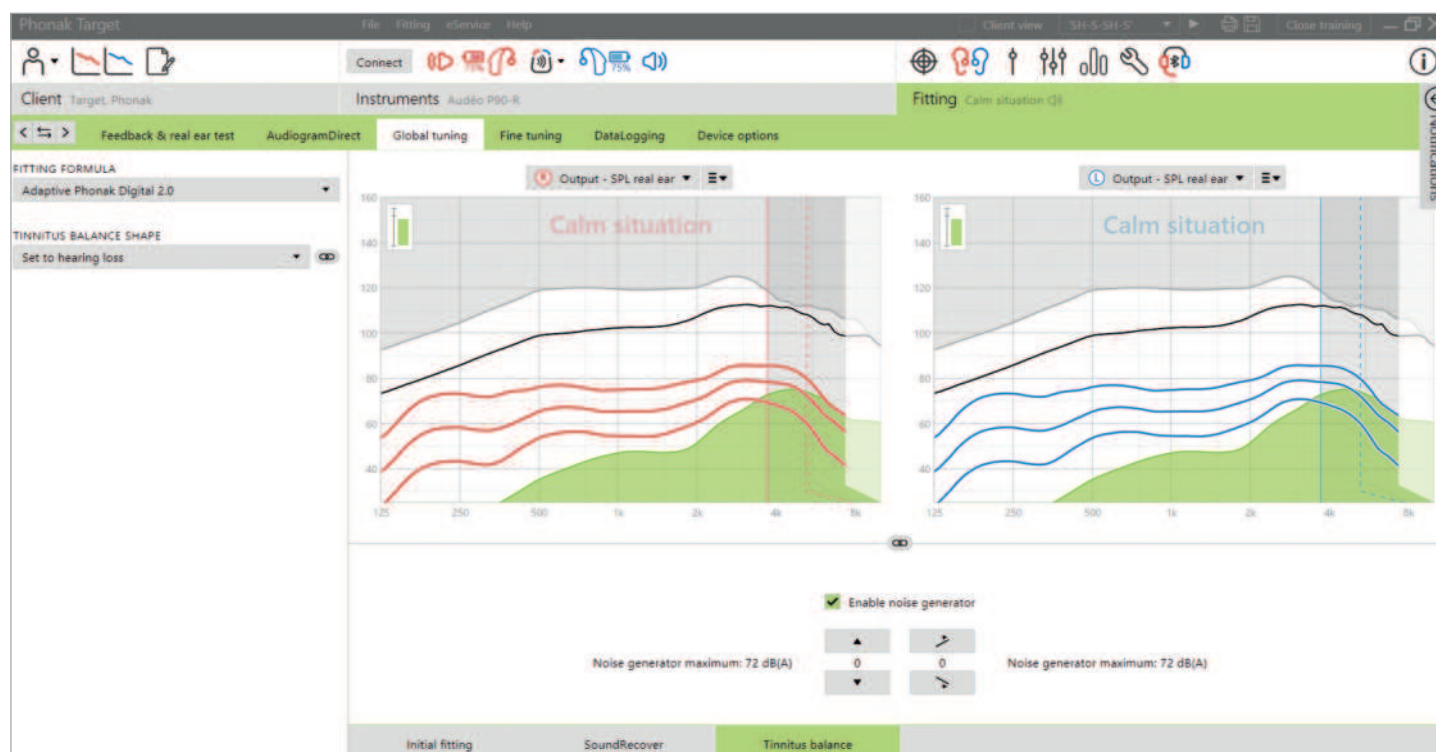 Phonak Target File Fitting eService Help Client view 'SH-S-SH-S' Close training
Connect 75%
Client Target, Phonak Instruments Audéo P90-R Fitting Calm situation
Feedback & real ear test AudiogramDirect Global tuning Fine tuning DataLogging Device options
Notifications
FITTING FORMULA
Adaptive Phonak Digital 2.0
TINNITUS BALANCE SHAPE
Set to hearing loss
R Output - SPL real ear
Calm situation
160
140
120
100
80
60
40
125 250 500 1k 2k 4k 8k
L Output - SPL real ear
Calm situation
160
140
120
100
80
60
40
125 250 500 1k 2k 4k 8k
Enable noise generator
Noise generator maximum: 72 dB(A) 0 0 Noise generator maximum: 72 dB(A)
Initial fitting SoundRecover Tinnitus balance